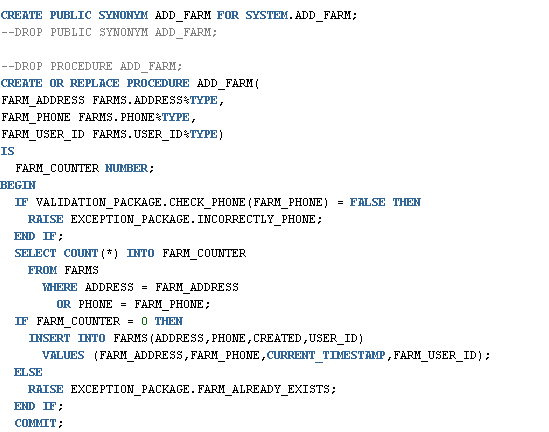 CREATE PUBLIC SYNONYM ADD_FARM FOR SYSTEM.ADD_FARM;
--DROP PUBLIC SYNONYM ADD_FARM;

--DROP PROCEDURE ADD_FARM;
CREATE OR REPLACE PROCEDURE ADD_FARM(
FARM_ADDRESS FARMS.ADDRESS%TYPE,
FARM_PHONE FARMS.PHONE%TYPE,
FARM_USER_ID FARMS.USER_ID%TYPE)
IS
  FARM_COUNTER NUMBER;
BEGIN
  IF VALIDATION_PACKAGE.CHECK_PHONE(FARM_PHONE) = FALSE THEN
    RAISE EXCEPTION_PACKAGE.INCORRECTLY_PHONE;
  END IF;
  SELECT COUNT(*) INTO FARM_COUNTER
    FROM FARMS
      WHERE ADDRESS = FARM_ADDRESS
        OR PHONE = FARM_PHONE;
  IF FARM_COUNTER = 0 THEN
    INSERT INTO FARMS(ADDRESS,PHONE,CREATED,USER_ID)
      VALUES (FARM_ADDRESS,FARM_PHONE,CURRENT_TIMESTAMP,FARM_USER_ID);
  ELSE
    RAISE EXCEPTION_PACKAGE.FARM_ALREADY_EXISTS;
  END IF;
  COMMIT;